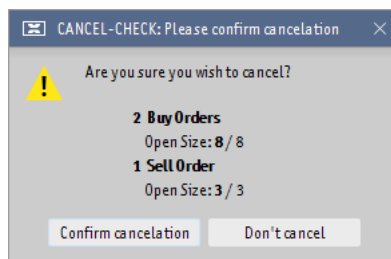 CANCEL-CHECK: Please confirm cancelation
Are you sure you wish to cancel?
2 Buy Orders
Open Size: 8 / 8
1 Sell Order
Open Size: 3 / 3
Confirm cancelation
Don't cancel